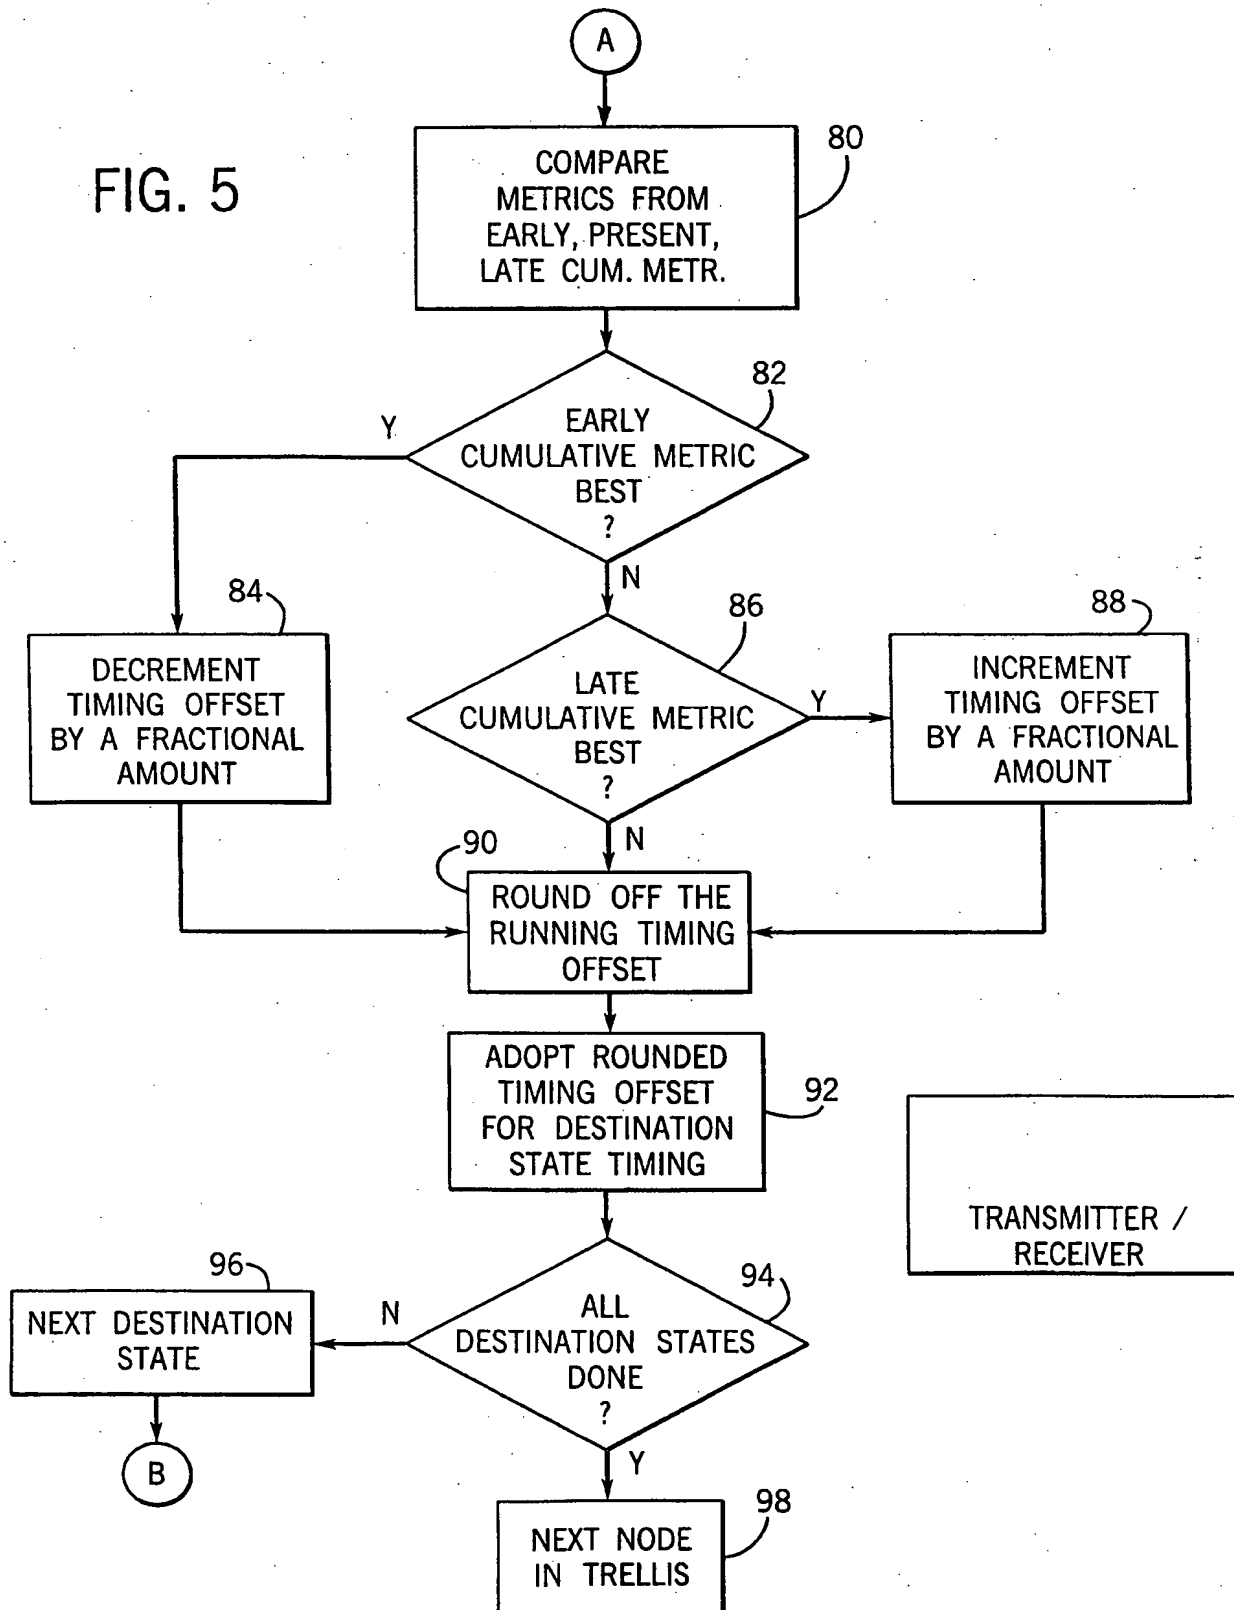 A
FIG. 5
80
COMPARE
METRICS FROM
EARLY, PRESENT,
LATE CUM. METR.
82
Y
EARLY
CUMULATIVE METRIC
BEST
?
N
84
DECREMENT
TIMING OFFSET
BY A FRACTIONAL
AMOUNT
86
LATE
CUMULATIVE METRIC
BEST
?
Y
N
88
INCREMENT
TIMING OFFSET
BY A FRACTIONAL
AMOUNT
90
ROUND OFF THE
RUNNING TIMING
OFFSET
ADOPT ROUNDED
TIMING OFFSET
FOR DESTINATION
STATE TIMING
92
TRANSMITTER /
RECEIVER
94
ALL
DESTINATION STATES
DONE
?
N
Y
96
NEXT DESTINATION
STATE
B
98
NEXT NODE
IN TRELLIS